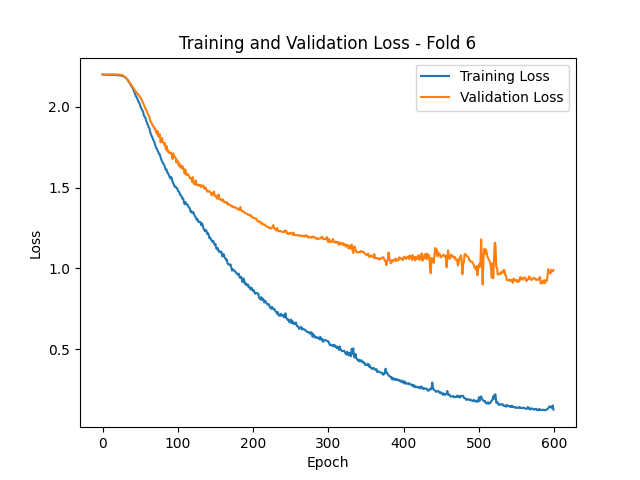 Training and Validation Loss - Fold 6
Training Loss
Validation Loss
Loss
2.0
1.5
1.0
0.5
0 100 200 300 400 500 600
Epoch